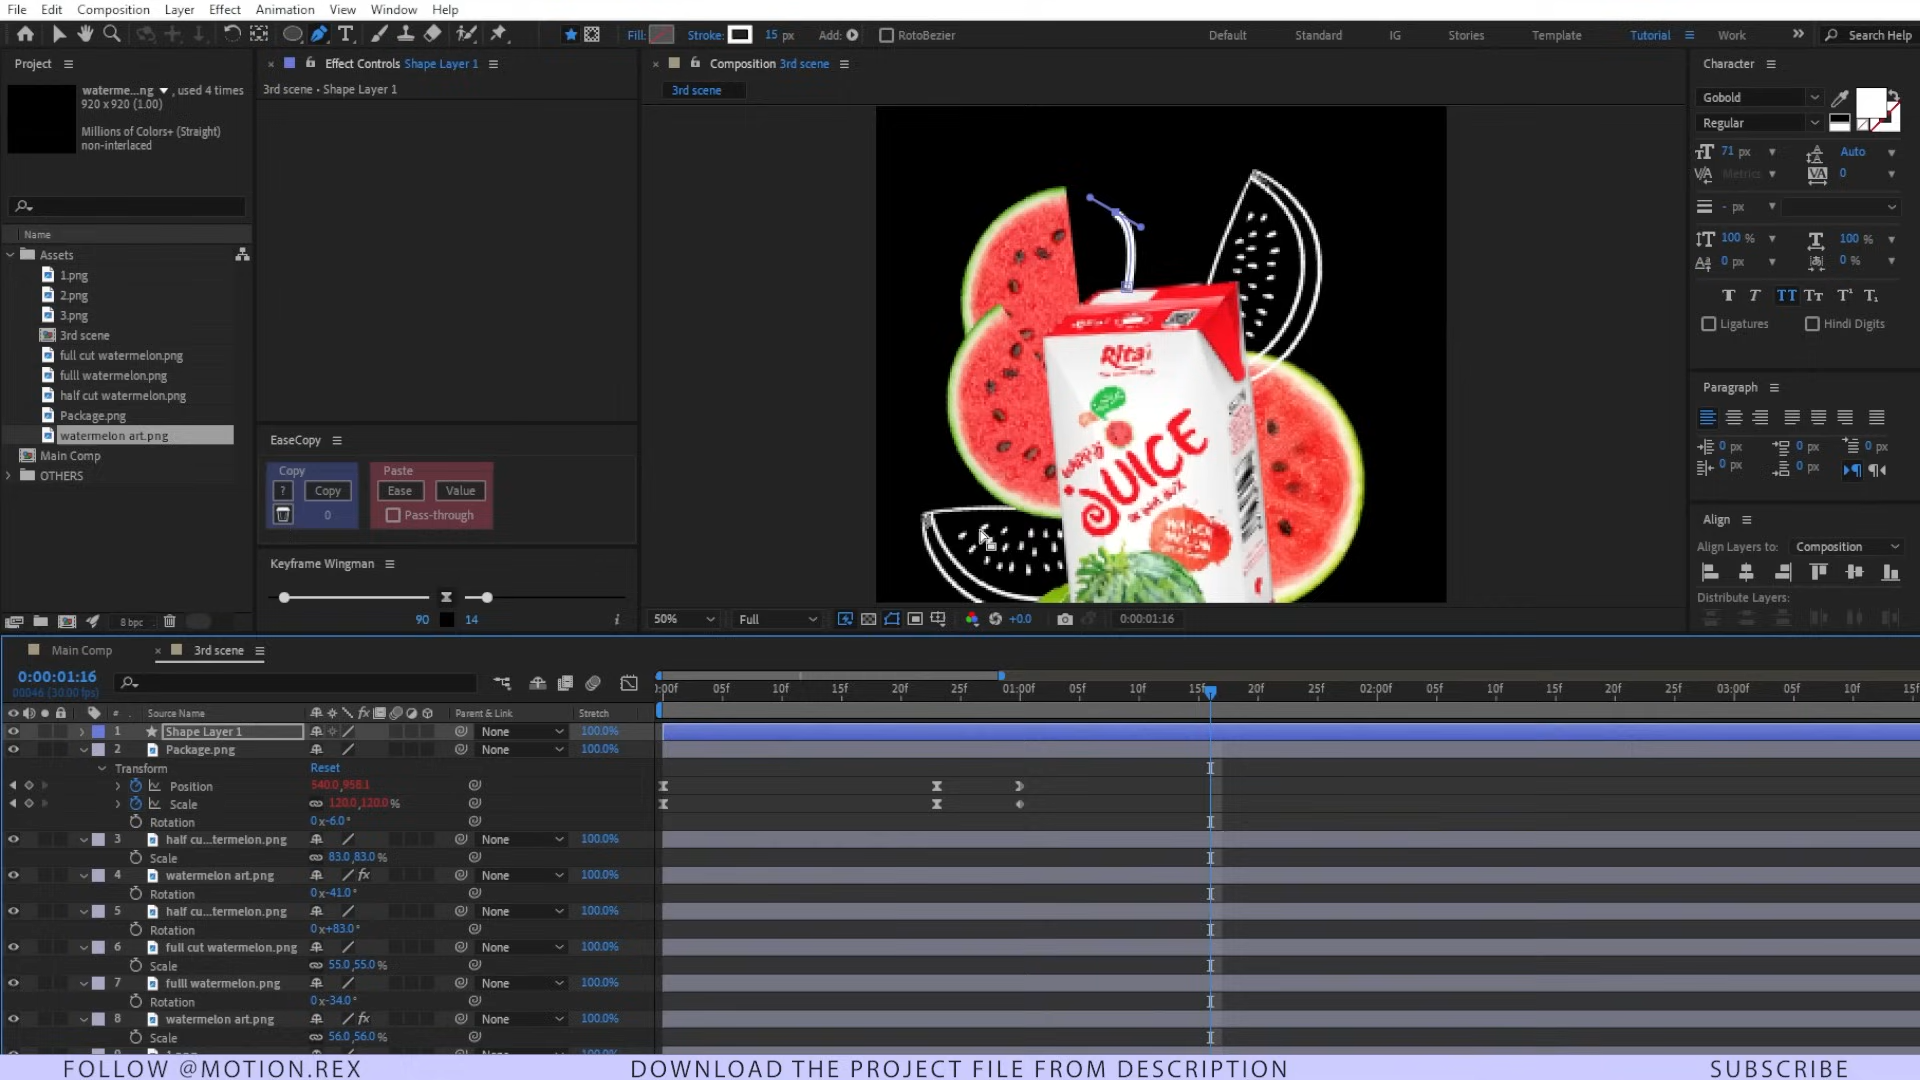 File Edit Composition Layer Effect Animation View Window Help
Fill: Stroke: 15 px Add: RotoBezier Default Standard IG Stories Template Tutorial Work Search Help
Project
waterme...ng , used 4 times
920 x 920 (1.00)
Millions of Colors+ (Straight)
non-interlaced
Name
Assets
1.png
2.png
3.png
3rd scene
full cut watermelon.png
fulll watermelon.png
half cut watermelon.png
Package.png
watermelon art.png
Main Comp
OTHERS
8 bpc
Effect Controls Shape Layer 1
3rd scene • Shape Layer 1
EaseCopy
Copy Paste
? Copy Ease Value
0 Pass-through
Keyframe Wingman
90 14 i
Composition 3rd scene
3rd scene
Ritai
JUICE
50% Full +0.0 0:00:01:16
Character
Gobold
Regular
71 px Auto
Metrics 0
- px
100 % 100 %
0 px 0 %
T T TT Tt T¹ T₁
Ligatures Hindi Digits
Paragraph
0 px 0 px 0 px
0 px 0 px
Align
Align Layers to: Composition
Distribute Layers:
Main Comp 3rd scene
0:00:01:16
00046 (30.00 fps)
0:00f 05f 10f 15f 20f 25f 01:00f 05f 10f 15f 20f 25f 02:00f 05f 10f 15f 20f 25f 03:00f 05f 10f 15f
# Source Name fx Parent & Link Stretch
1 Shape Layer 1 None 100.0%
2 Package.png None 100.0%
Transform Reset
Position 540.0,958.1
Scale 120.0,120.0 %
Rotation 0x-6.0°
3 half cu...termelon.png None 100.0%
Scale 83.0,83.0 %
4 watermelon art.png fx None 100.0%
Rotation 0x-41.0°
5 half cu...termelon.png None 100.0%
Rotation 0x+83.0°
6 full cut watermelon.png None 100.0%
Scale 55.0,55.0 %
7 fulll watermelon.png None 100.0%
Rotation 0x-34.0°
8 watermelon art.png fx None 100.0%
Scale 56.0,56.0 %
FOLLOW @MOTION.REX DOWNLOAD THE PROJECT FILE FROM DESCRIPTION SUBSCRIBE